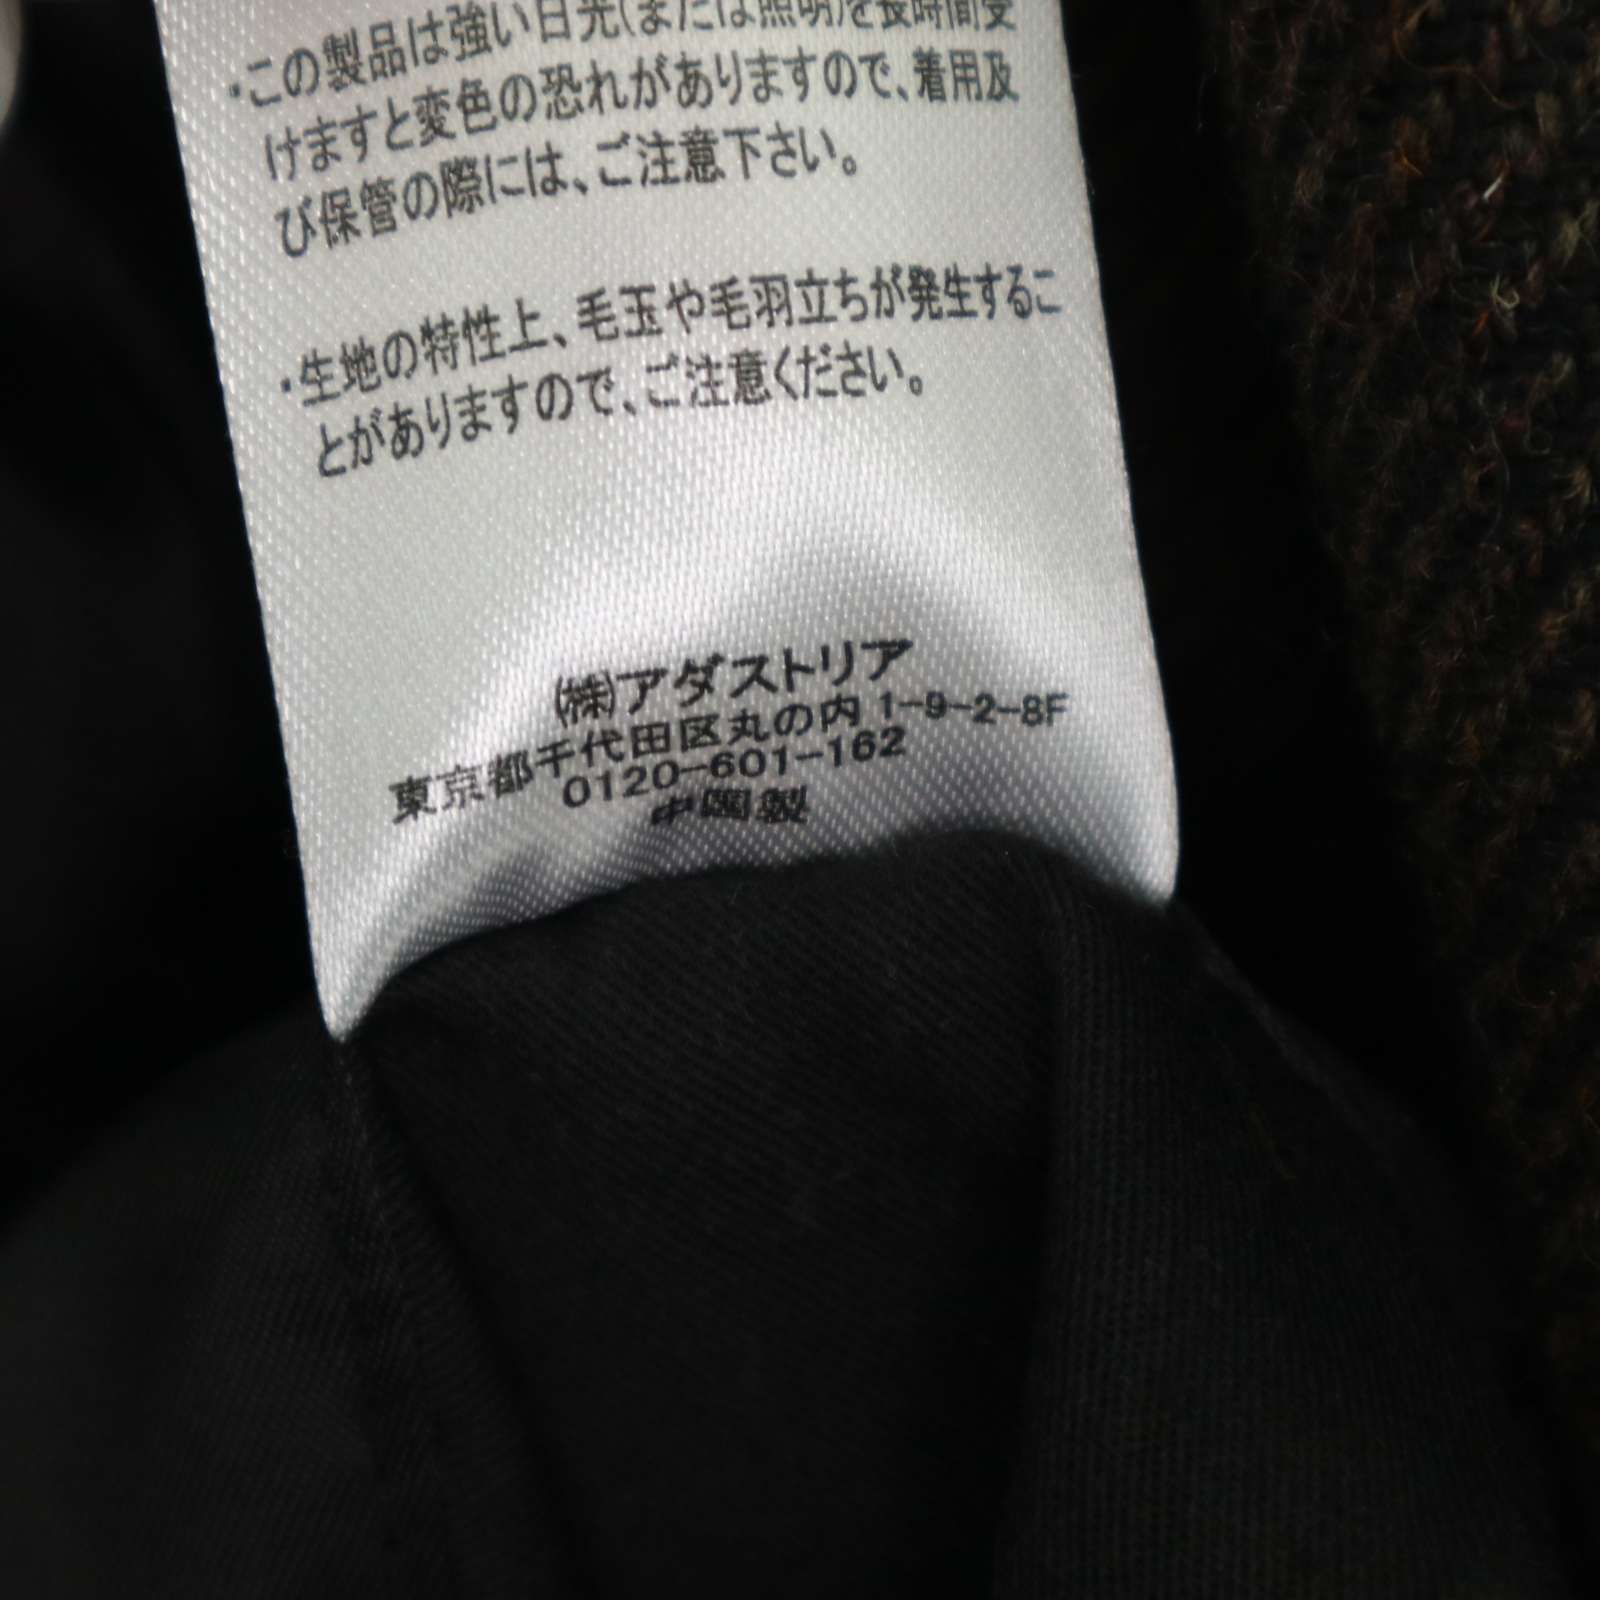 ・この製品は強い日光(または照明)を長時間受
けますと変色の恐れがありますので、着用及
び保管の際には、ご注意下さい。
・生地の特性上、毛玉や毛羽立ちが発生するこ
とがありますので、ご注意ください。
(株)アダストリア
東京都千代田区丸の内1-9-2-8F
0120-601-162
中国製